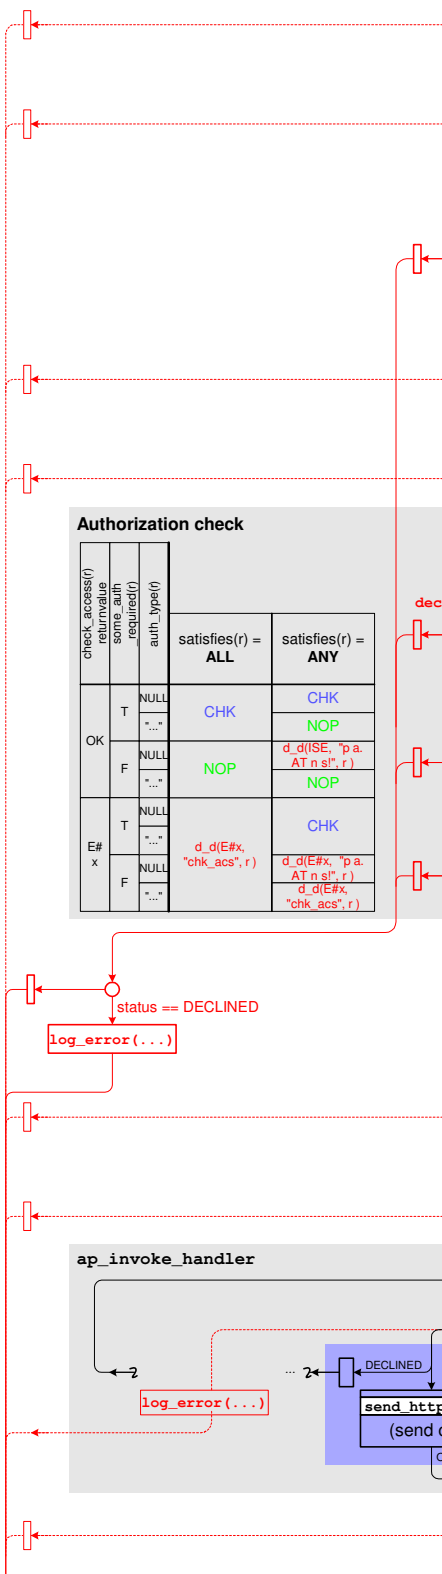 Authorization check
check_access(r)
returnvalue
some_auth
_required(r)
auth_type(r)
satisfies(r) =
ALL
satisfies(r) =
ANY
dec
OK
T
NULL
CHK
CHK
"..."
NOP
F
NULL
NOP
d_d(ISE, "p a.
AT n s!", r )
"..."
NOP
E#
x
T
NULL
d_d(E#x,
"chk_acs", r )
CHK
"..."
F
NULL
d_d(E#x, "p a.
AT n s!", r )
"..."
d_d(E#x,
"chk_acs", r )
status == DECLINED
log_error(...)
ap_invoke_handler
2
... 2
DECLINED
log_error(...)
send_http
(send